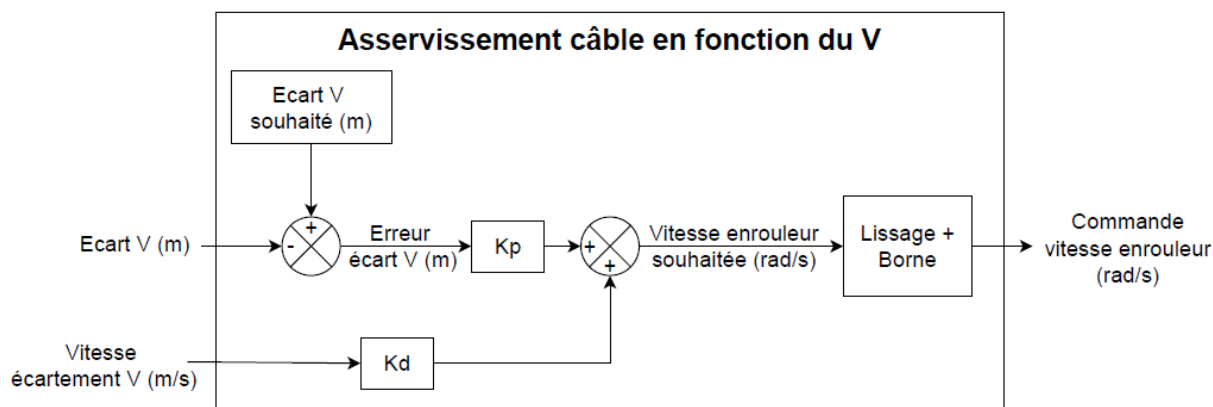 Asservissement câble en fonction du V
Ecart V
souhaité (m)
+
Ecart V (m)
-
Erreur
écart V (m)
Kp
+
+
Vitesse enrouleur
souhaitée (rad/s)
Lissage +
Borne
Commande
vitesse enrouleur
(rad/s)
Vitesse
écartement V (m/s)
Kd